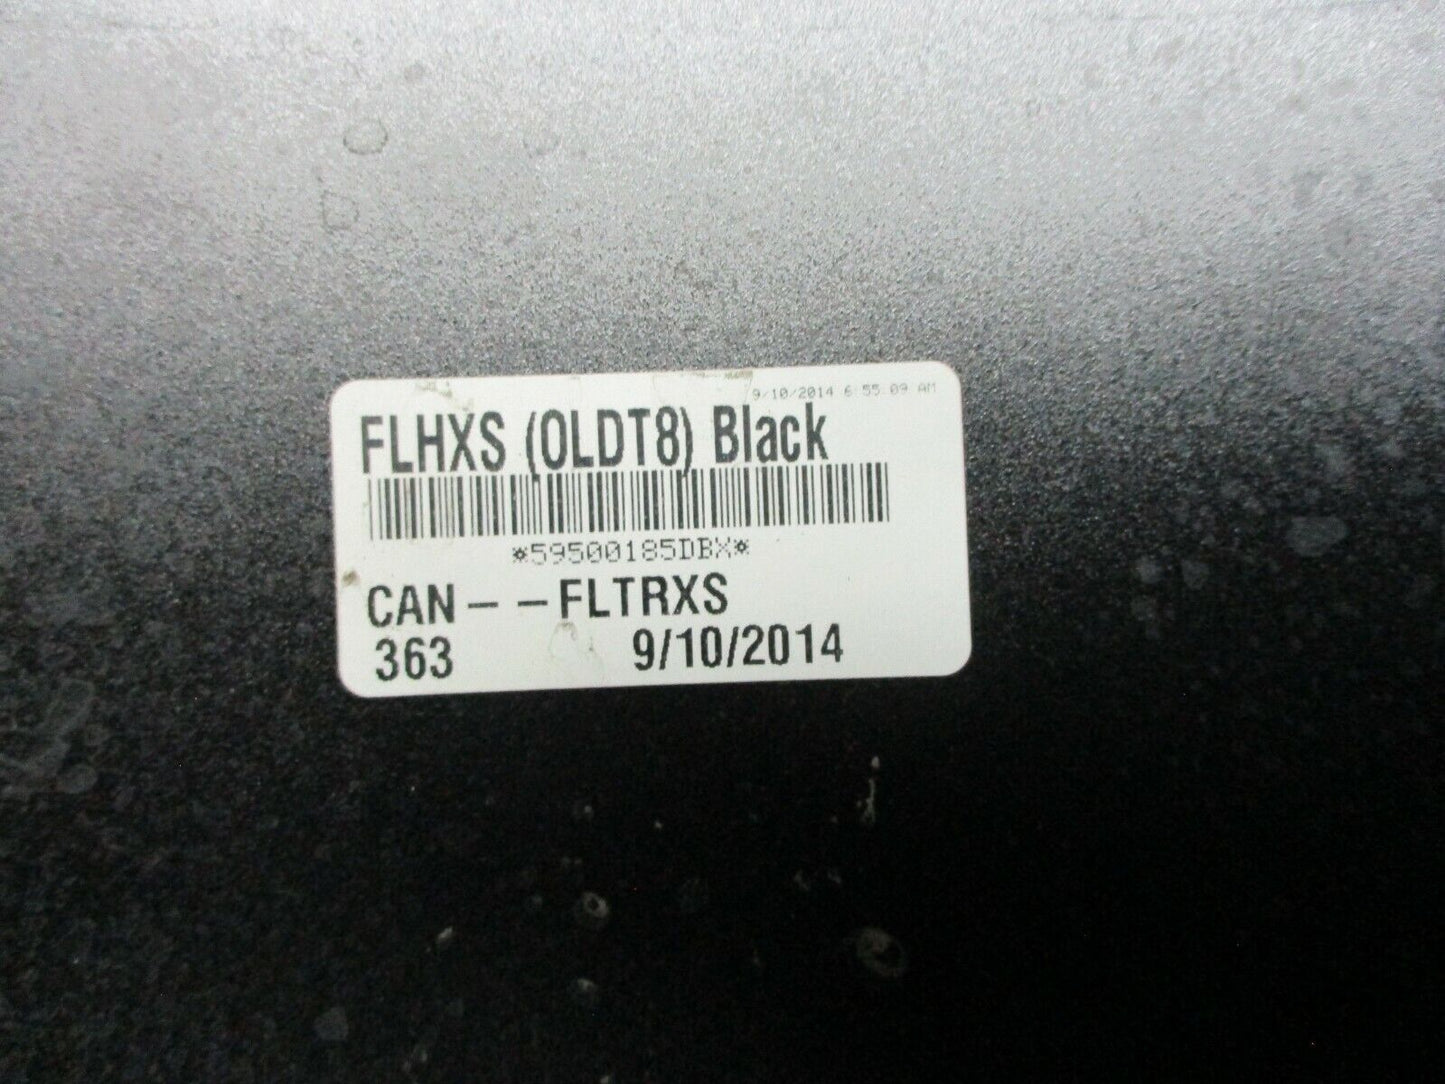 9/10/2014 6:55:09 AM
FLHXS (OLDT8) Black
*59500185DBX*
CAN- -FLTRXS
363 9/10/2014